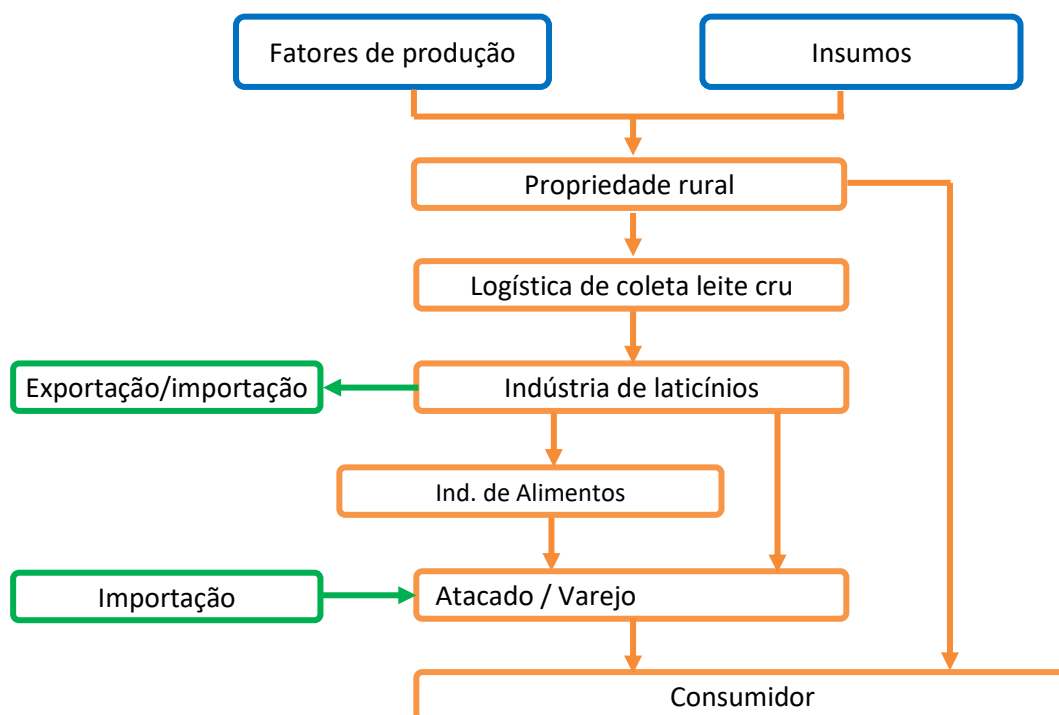 Fatores de produção
Insumos
Propriedade rural
Logística de coleta leite cru
Exportação/importação
Indústria de laticínios
Ind. de Alimentos
Importação
Atacado / Varejo
Consumidor